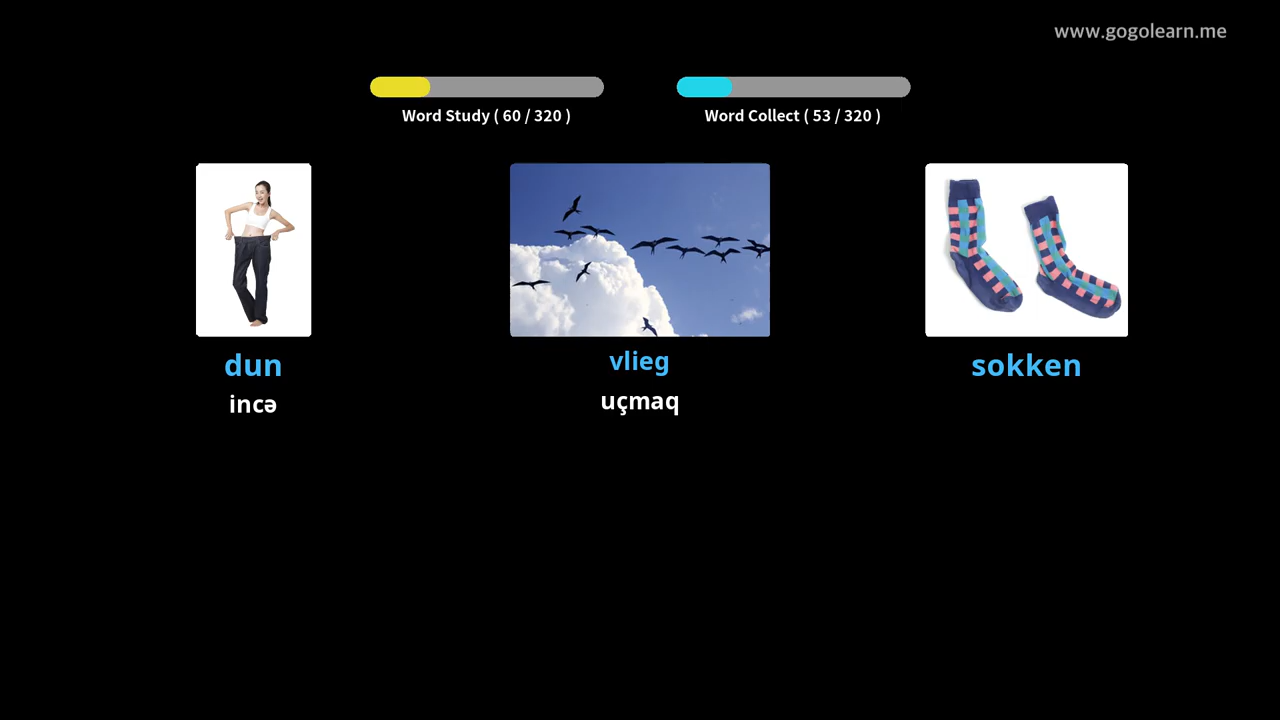 www.gogolearn.me
Word Study ( 60 / 320 )
Word Collect ( 53 / 320 )
dun
vlieg
sokken
incə
uçmaq